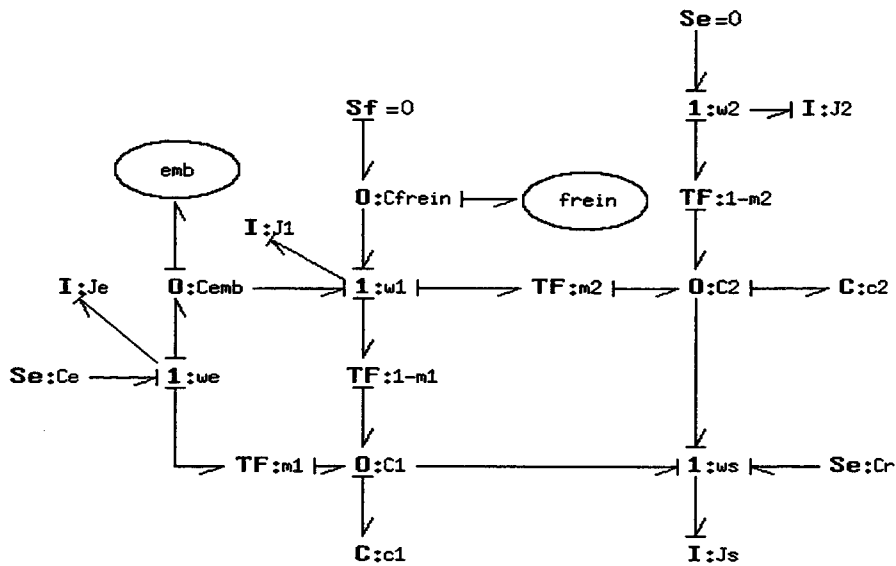 Se=0
Sf=0
1:w2 I:J2
emb
0:Cfrein frein TF:1-m2
I:J1
I:Je 0:Cemb 1:w1 TF:m2 0:C2 C:c2
Se:Ce 1:we TF:1-m1
TF:m1 0:C1 1:ws Se:Cr
C:c1 I:Js